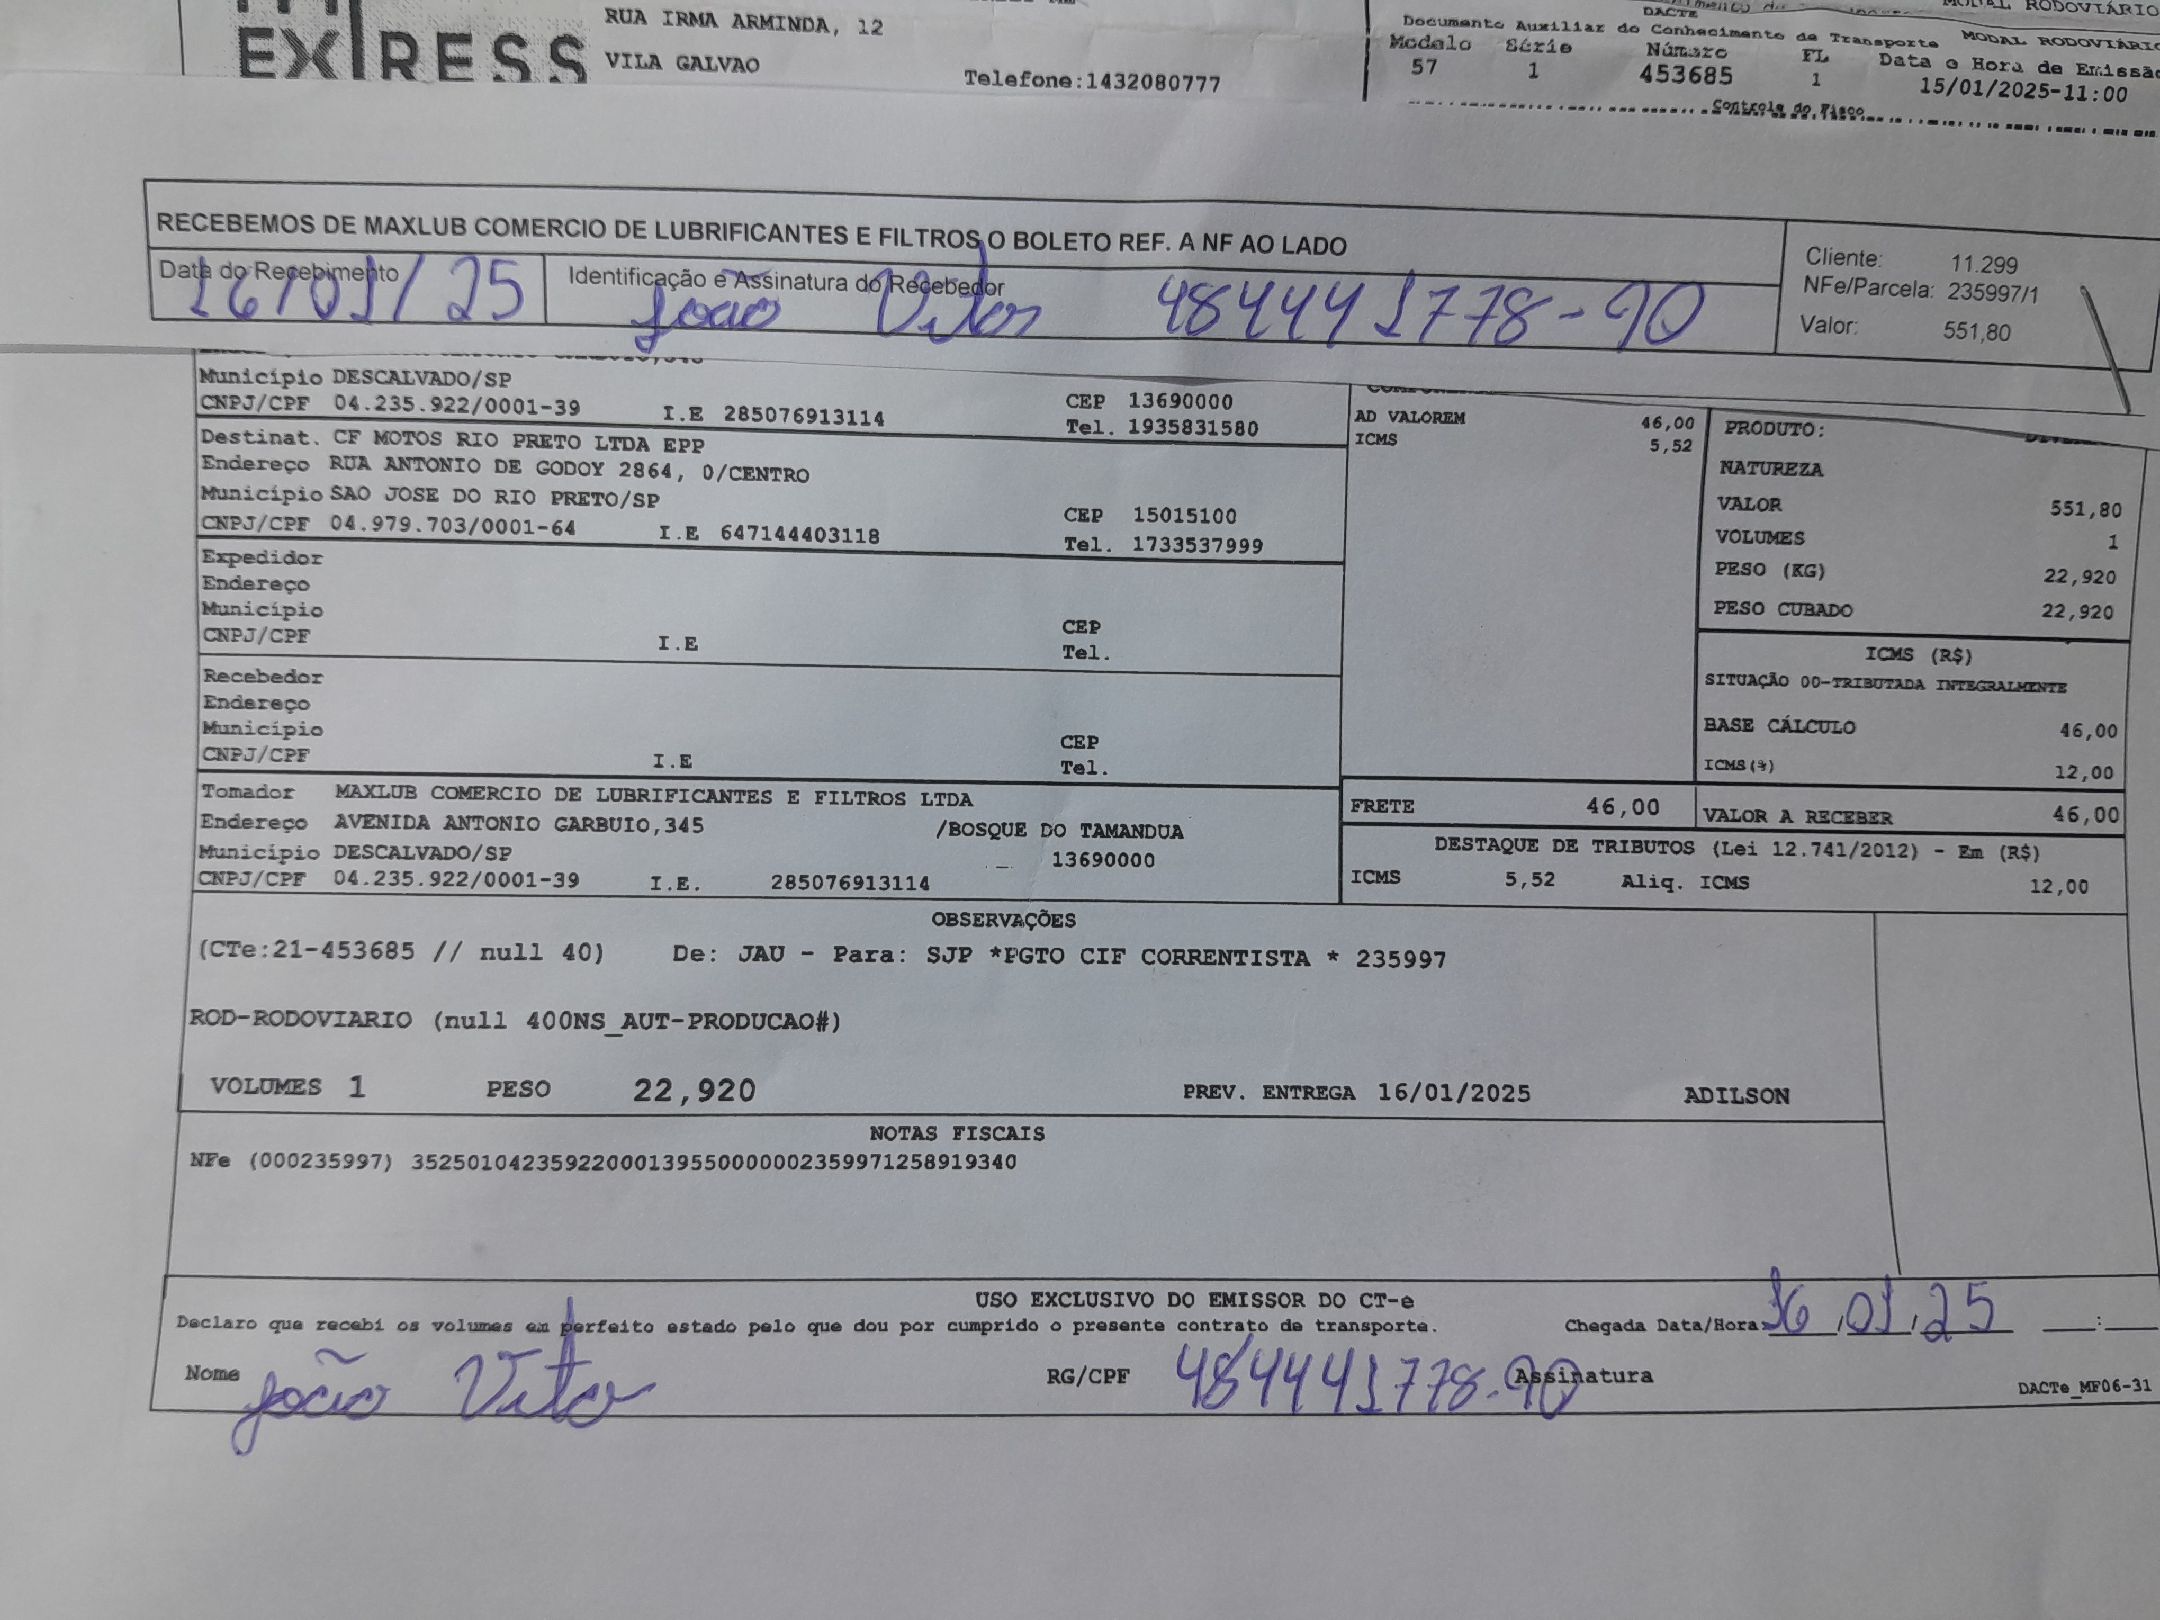 EXPRESS
RUA IRMA ARMINDA, 12
VILA GALVAO
Telefone:1432080777
MODAL RODOVIÁRIO
DACTE
Documento Auxiliar do Conhecimento de Transporte MODAL RODOVIÁRIO
Modelo Série Número FL Data e Hora de Emissão
57 1 453685 1 15/01/2025-11:00
Controle do Fisco
RECEBEMOS DE MAXLUB COMERCIO DE LUBRIFICANTES E FILTROS O BOLETO REF. A NF AO LADO
Data do Recebimento
16/01/25
Identificação e Assinatura do Recebedor
João Vitor 484441778-90
Cliente: 11.299
NFe/Parcela: 235997/1
Valor: 551,80
Município DESCALVADO/SP
CNPJ/CPF 04.235.922/0001-39 I.E 285076913114
CEP 13690000
Tel. 1935831580
Destinat. CF MOTOS RIO PRETO LTDA EPP
Endereço RUA ANTONIO DE GODOY 2864, 0/CENTRO
Município SAO JOSE DO RIO PRETO/SP
CNPJ/CPF 04.979.703/0001-64 I.E 647144403118
CEP 15015100
Tel. 1733537999
Expedidor
Endereço
Município
CNPJ/CPF I.E
CEP
Tel.
Recebedor
Endereço
Município
CNPJ/CPF I.E
CEP
Tel.
Tomador MAXLUB COMERCIO DE LUBRIFICANTES E FILTROS LTDA
Endereço AVENIDA ANTONIO GARBUIO,345 /BOSQUE DO TAMANDUA
Município DESCALVADO/SP 13690000
CNPJ/CPF 04.235.922/0001-39 I.E. 285076913114
AD VALOREM 46,00
ICMS 5,52
PRODUTO:
NATUREZA
VALOR 551,80
VOLUMES 1
PESO (KG) 22,920
PESO CUBADO 22,920
ICMS (R$)
SITUAÇÃO 00-TRIBUTADA INTEGRALMENTE
BASE CÁLCULO 46,00
ICMS(%) 12,00
FRETE 46,00 VALOR A RECEBER 46,00
DESTAQUE DE TRIBUTOS (Lei 12.741/2012) - Em (R$)
ICMS 5,52 Aliq. ICMS 12,00
OBSERVAÇÕES
(CTe:21-453685 // null 40) De: JAU - Para: SJP *PGTO CIF CORRENTISTA * 235997
ROD-RODOVIARIO (null 400NS_AUT-PRODUCAO#)
VOLUMES 1 PESO 22,920 PREV. ENTREGA 16/01/2025 ADILSON
NOTAS FISCAIS
NFe (000235997) 35250104235922000139550000002359971258919340
USO EXCLUSIVO DO EMISSOR DO CT-e
Declaro que recebi os volumes em perfeito estado pelo que dou por cumprido o presente contrato de transporte. Chegada Data/Hora: 16/01/25 __:__
Nome João Vitor RG/CPF 484441778-90 Assinatura
DACTe_MF06-31